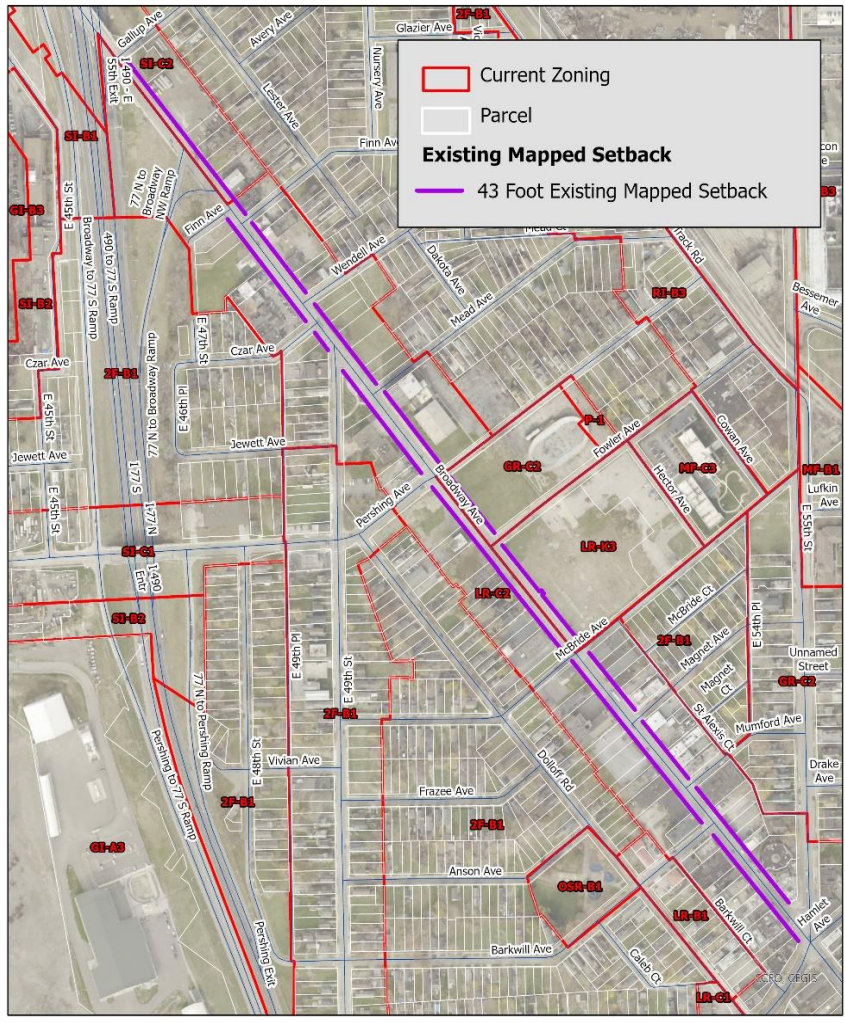 2F-B1
Gallup Ave
Avery Ave
Glazier Ave
SI-C2
I-490 - E
55th Exit
Nursery Ave
Lester Ave
Current Zoning
Parcel
Existing Mapped Setback
43 Foot Existing Mapped Setback
SI-B1
Finn Ave
77 N to
Broadway
NW Ramp
B3
GI-B3
E 45th St
Finn Ave
Wendell Ave
Mead Ct
Track Rd
Broadway to 77 S Ramp
490 to 77 S Ramp
Dakota Ave
RI-B3
Bessemer
Ave
SI-B2
Mead Ave
E 47th St
Czar Ave
Czar Ave
77 N to Broadway Ramp
2F-B1
E 46th Pl
E 45th St
P-1
Fowler Ave
Cowan Ave
Jewett Ave
Jewett Ave
Broadway Ave
GR-C2
Hector Ave
MF-C3
MF-B1
I-77 S
I-77 N
Pershing Ave
Lufkin
Ave
E 45th St
E 55th St
SI-C1
LR-K3
I-490
Entr
LR-C2
McBride Ct
SI-B2
McBride Ave
E 54th Pl
2F-B1
Magnet Ave
Unnamed
Street
E 49th Pl
E 49th St
Magnet
Ct
GR-C2
77 N to Pershing Ramp
2F-B1
St Alexis Ct
Mumford Ave
E 48th St
Vivian Ave
Dolloff Rd
Drake
Ave
Pershing to 77 S Ramp
Frazee Ave
2F-B1
2F-B1
GI-A3
Anson Ave
OSR-B1
LR-B1
Barkwill Ct
Hamlet
Ave
Pershing Exit
Barkwill Ave
Caleb Ct
LR-C1